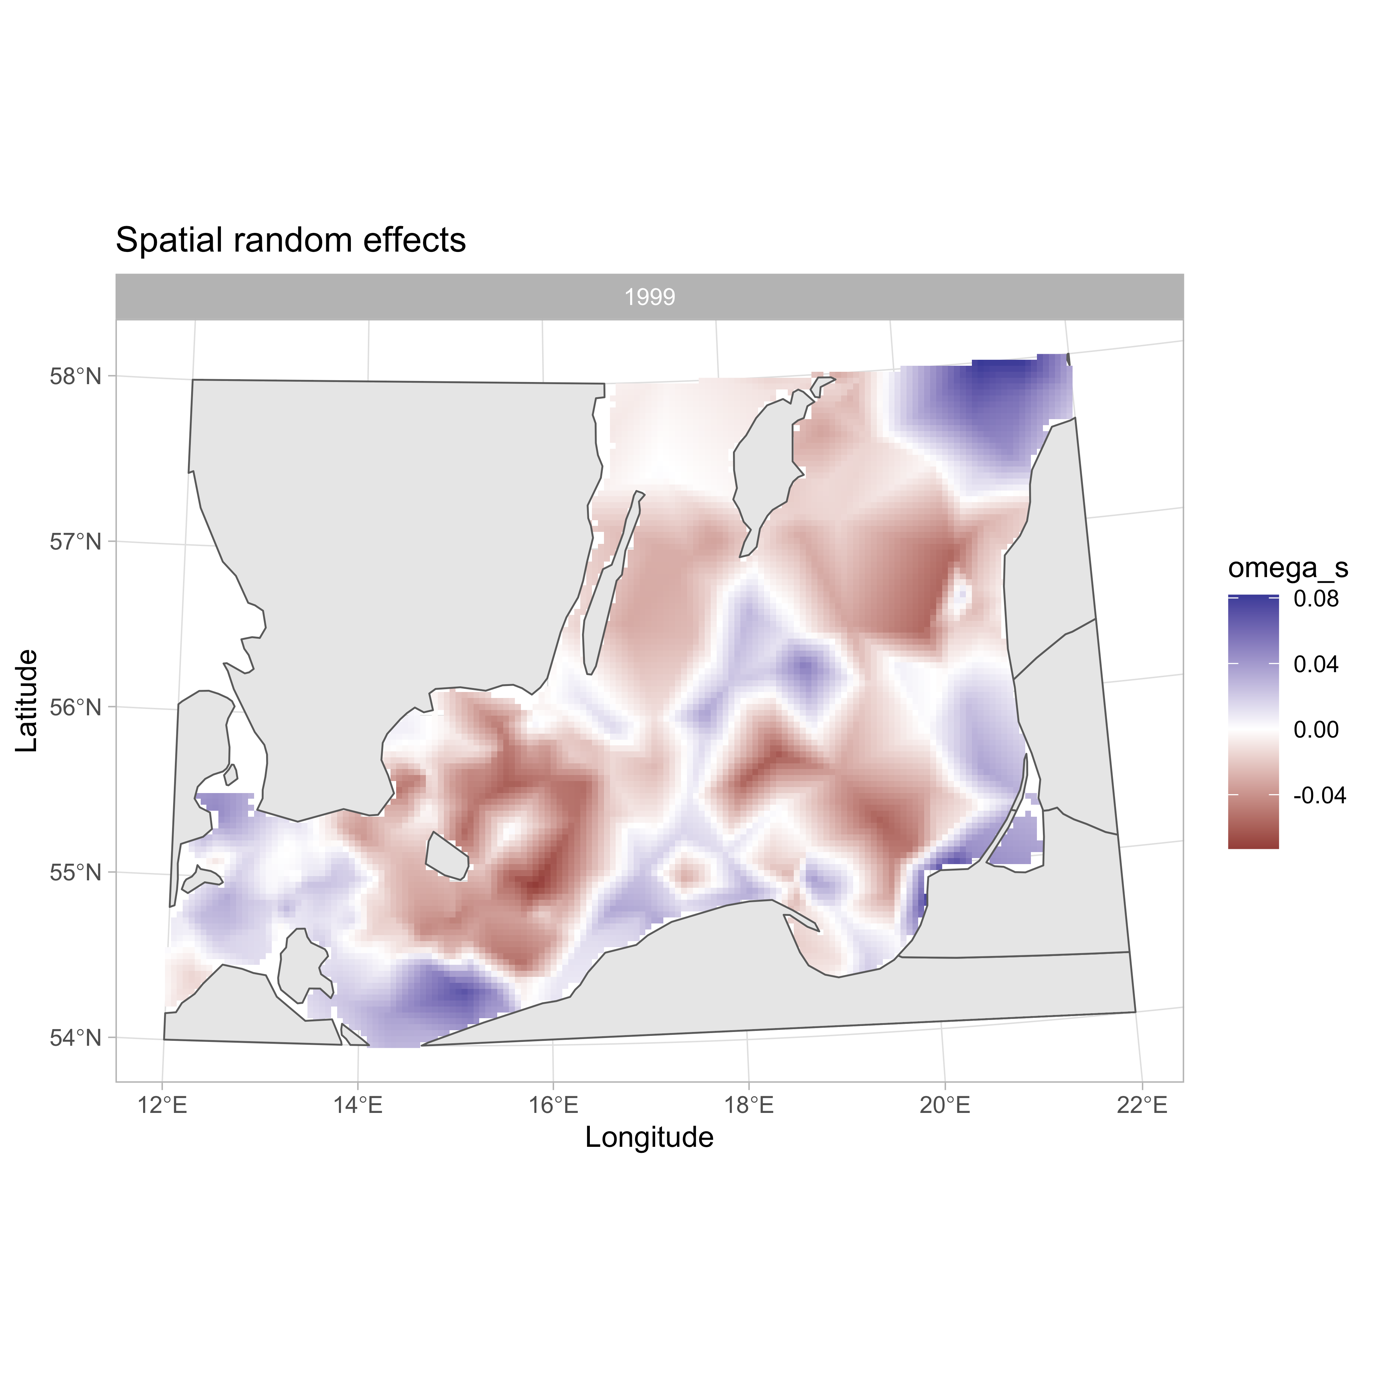 Spatial random effects
1999
58°N
57°N
56°N
55°N
54°N
Latitude
12°E 14°E 16°E 18°E 20°E 22°E
Longitude
omega_s
0.08
0.04
0.00
-0.04